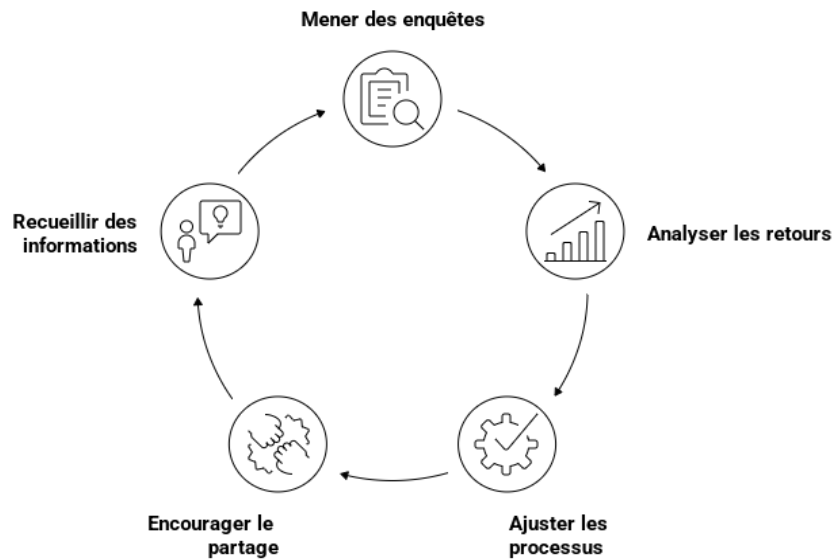 Mener des enquêtes
Analyser les retours
Ajuster les
processus
Encourager le
partage
Recueillir des
informations